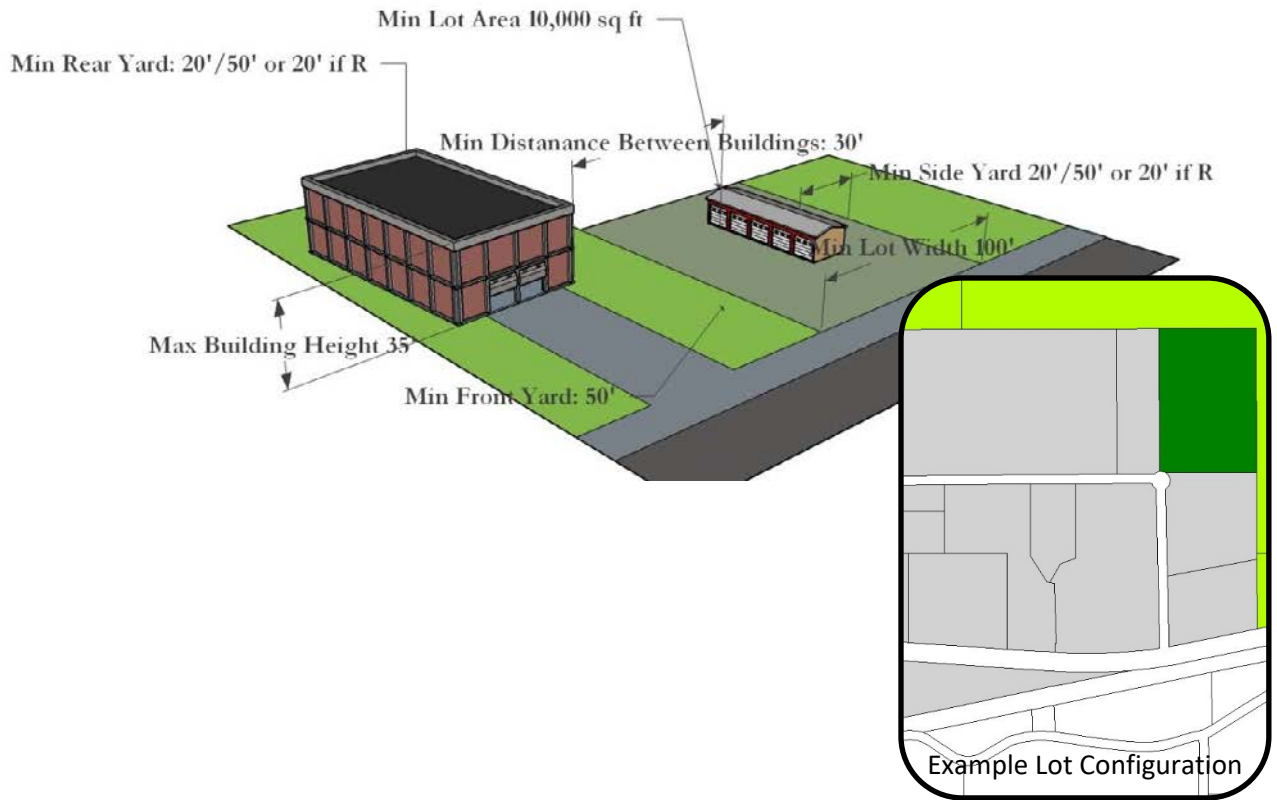 Min Lot Area 10,000 sq ft
Min Rear Yard: 20'/50' or 20' if R
Min Distanance Between Buildings: 30'
Min Side Yard 20'/50' or 20' if R
Min Lot Width 100'
Max Building Height 35'
Min Front Yard: 50'
Example Lot Configuration